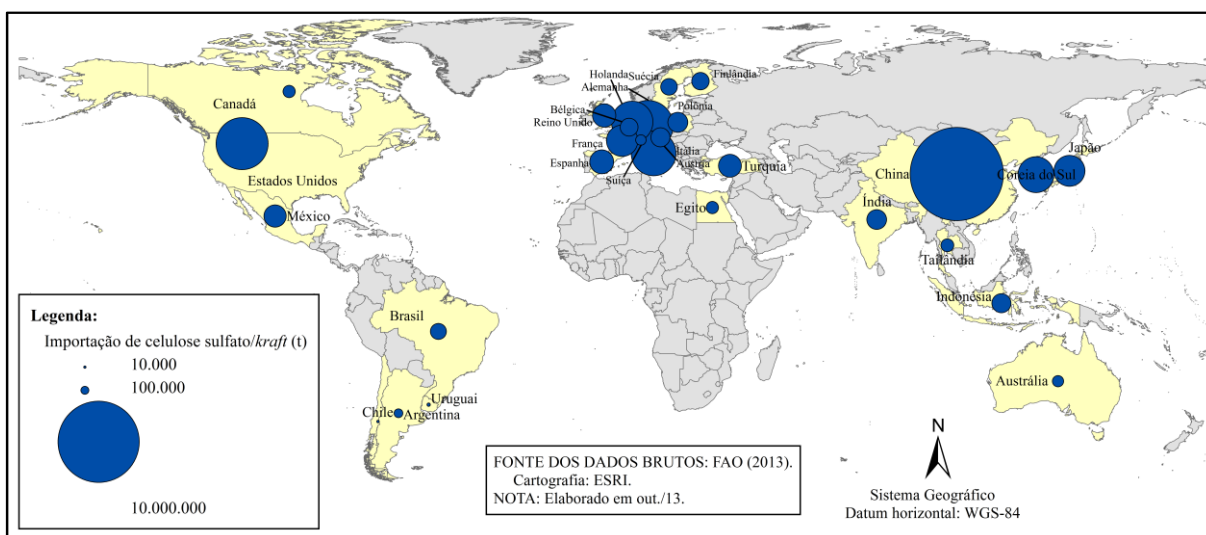 Canadá
Estados Unidos
México
Brasil
Uruguai
Chile
Argentina
Holanda
Suécia
Alemanha
Finlândia
Bélgica
Reino Unido
Polônia
França
Itália
Áustria
Espanha
Suíça
Turquia
Egito
China
Coreia do Sul
Japão
Índia
Tailândia
Indonésia
Austrália
Legenda:
Importação de celulose sulfato/kraft (t)
10.000
100.000
10.000.000
FONTE DOS DADOS BRUTOS: FAO (2013).
Cartografia: ESRI.
NOTA: Elaborado em out./13.
N
Sistema Geográfico
Datum horizontal: WGS-84